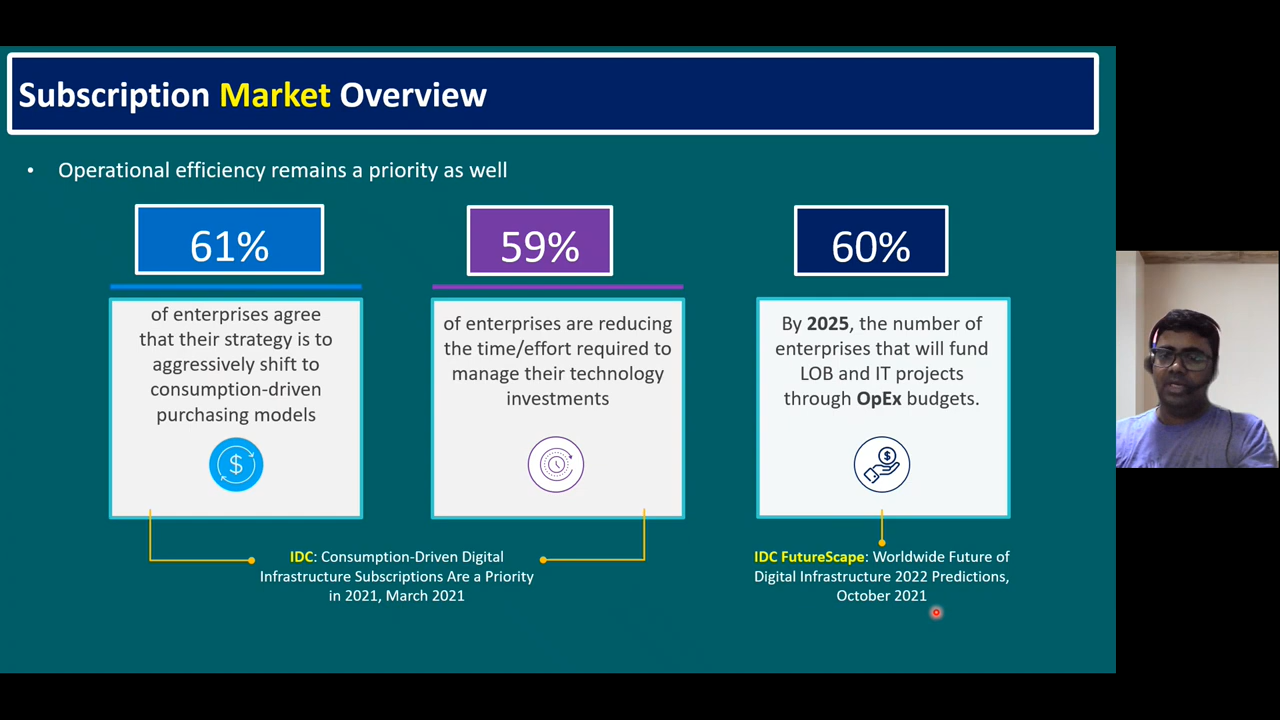 Subscription Market Overview
• Operational efficiency remains a priority as well
61%
of enterprises agree
that their strategy is to
aggressively shift to
consumption-driven
purchasing models
$
59%
of enterprises are reducing
the time/effort required to
manage their technology
investments
60%
By 2025, the number of
enterprises that will fund
LOB and IT projects
through OpEx budgets.
$
IDC: Consumption-Driven Digital
Infrastructure Subscriptions Are a Priority
in 2021, March 2021
IDC FutureScape: Worldwide Future of
Digital Infrastructure 2022 Predictions,
October 2021